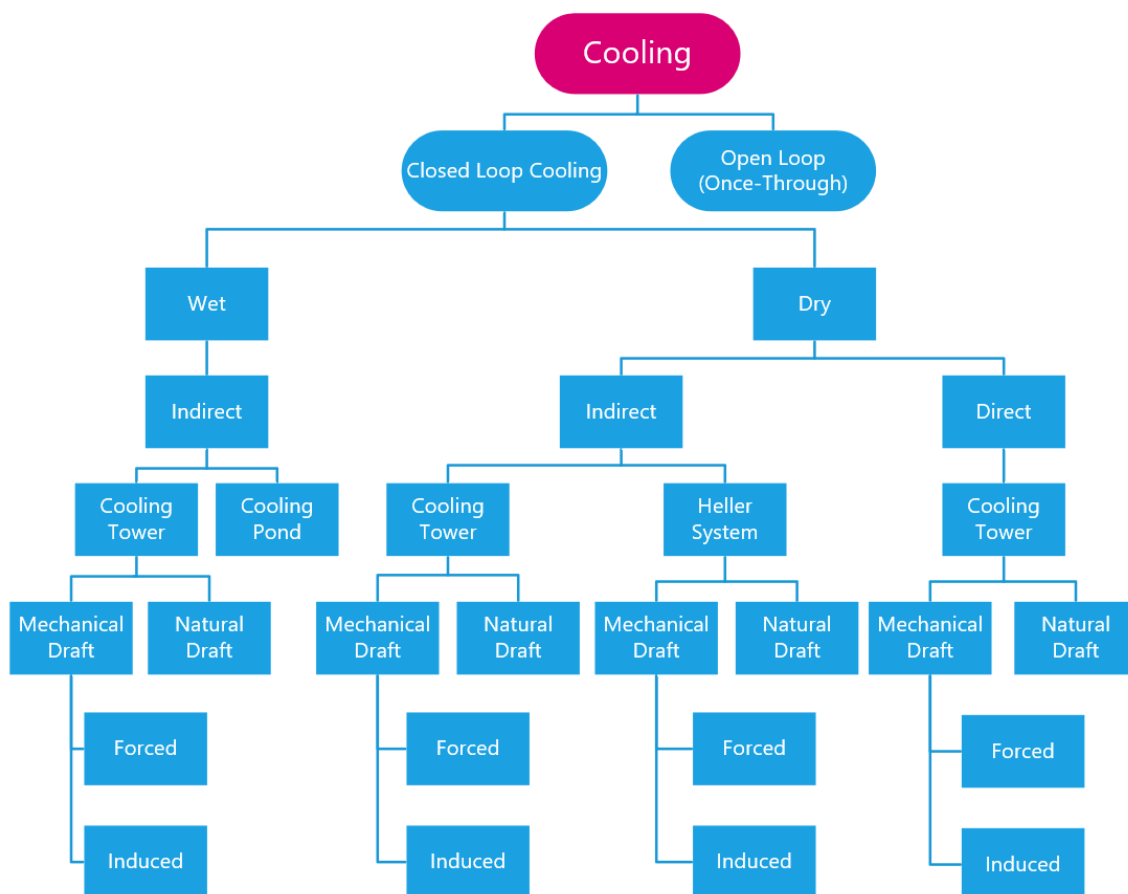 Cooling
Closed Loop Cooling
Open Loop
(Once-Through)
Wet
Dry
Indirect
Indirect
Direct
Cooling
Tower
Cooling
Pond
Cooling
Tower
Heller
System
Cooling
Tower
Mechanical
Draft
Natural
Draft
Mechanical
Draft
Natural
Draft
Mechanical
Draft
Natural
Draft
Mechanical
Draft
Natural
Draft
Forced
Forced
Forced
Forced
Induced
Induced
Induced
Induced